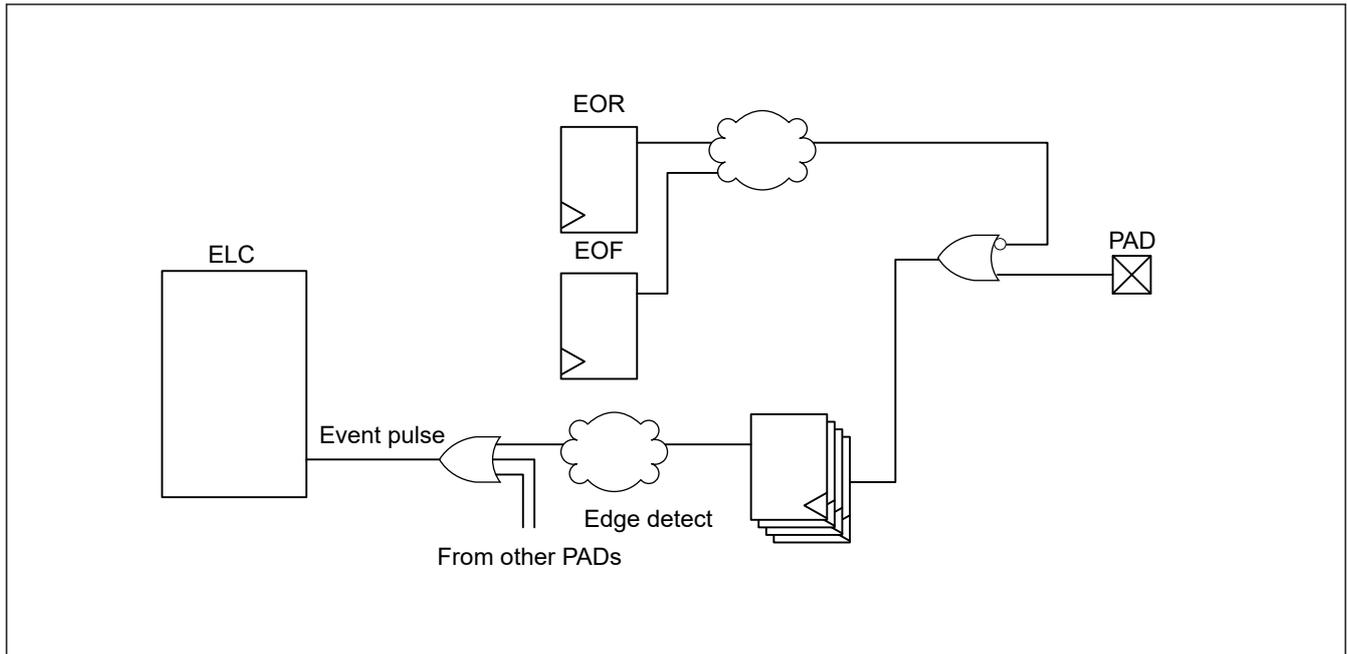 EOR
EOF
ELC
PAD
Event pulse
Edge detect
From other PADs